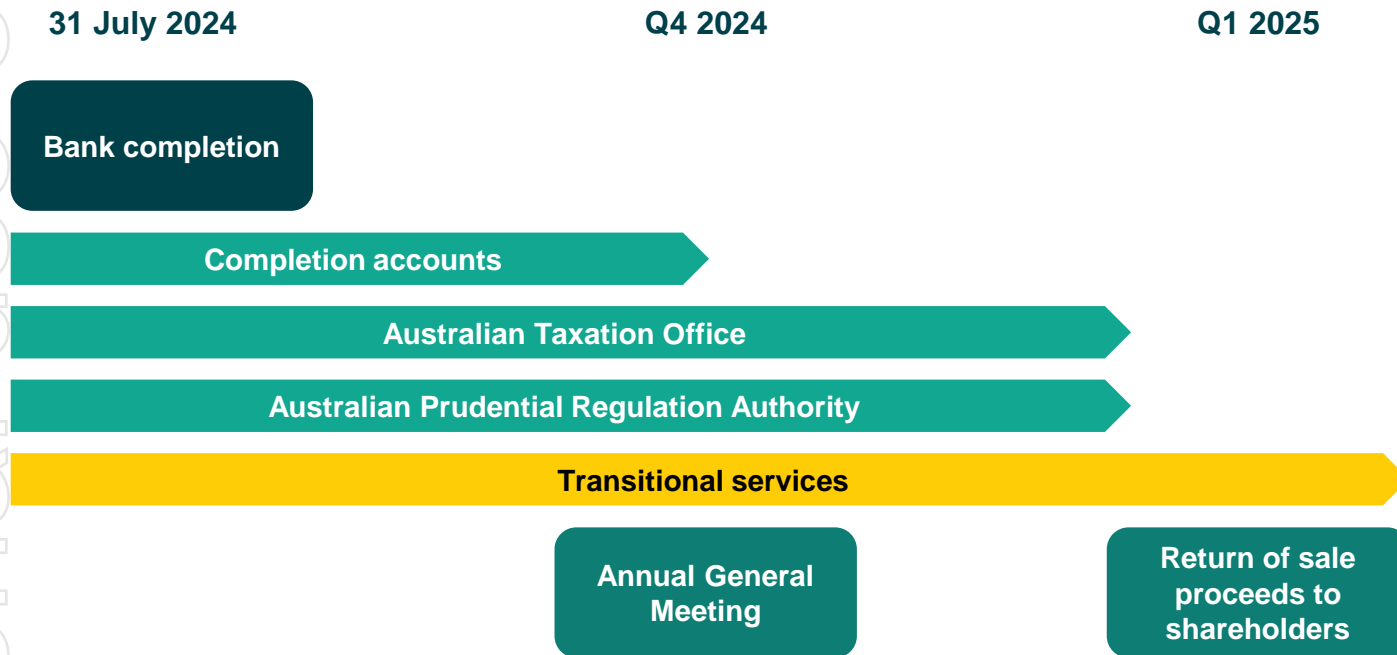 31 July 2024
Q4 2024
Q1 2025
Bank completion
Completion accounts
Australian Taxation Office
Australian Prudential Regulation Authority
Transitional services
Annual General
Meeting
Return of sale
proceeds to
shareholders